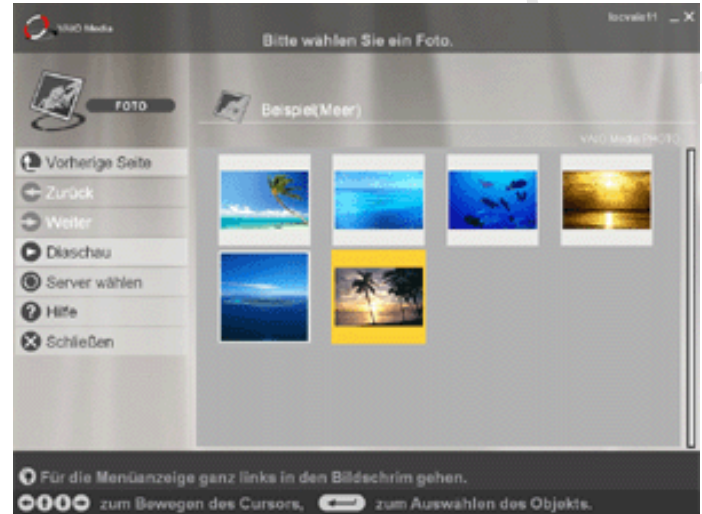 VAIO Media
locvaio11
Bitte wählen Sie ein Foto.
FOTO
Beispiel(Meer)
VAIO Media PHOTO
Vorherige Seite
Zurück
Weiter
Diaschau
Server wählen
Hilfe
Schließen
Für die Menüanzeige ganz links in den Bildschrim gehen.
zum Bewegen des Cursors, zum Auswählen des Objekts.